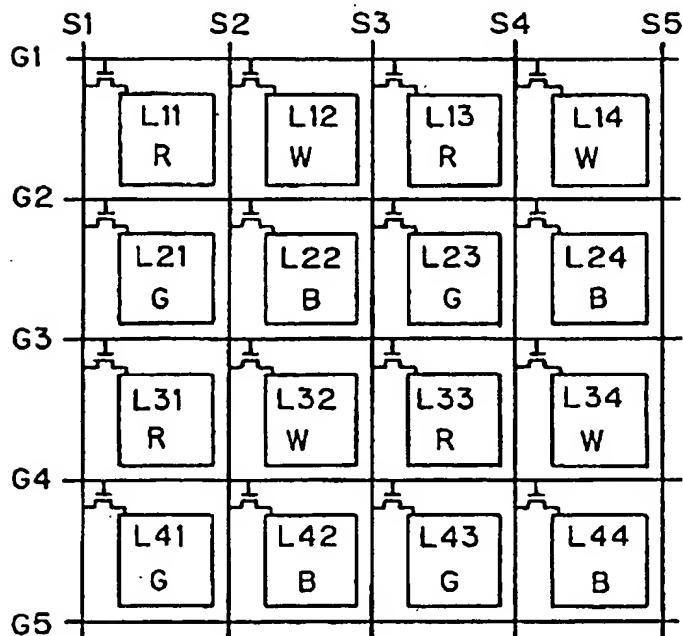 S1 S2 S3 S4 S5
G1
L11 L12 L13 L14
R W R W
G2
L21 L22 L23 L24
G B G B
G3
L31 L32 L33 L34
R W R W
G4
L41 L42 L43 L44
G B G B
G5